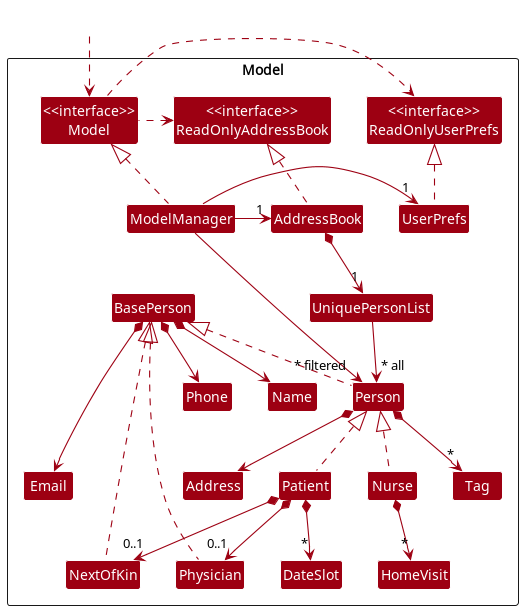 Model
<<interface>>
Model
<<interface>>
ReadOnlyAddressBook
<<interface>>
ReadOnlyUserPrefs
1
ModelManager
1
AddressBook
UserPrefs
1
BasePerson
UniquePersonList
* filtered
* all
Phone
Name
Person
*
Email
Address
Patient
Nurse
Tag
0..1
0..1
*
*
NextOfKin
Physician
DateSlot
HomeVisit